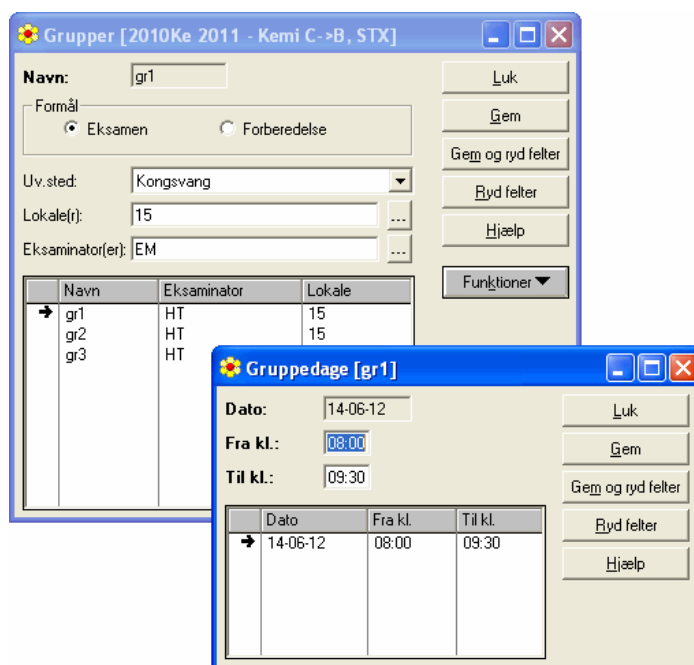 Grupper [2010Ke 2011 - Kemi C->B, STX]
Navn: gr1
Formål
Eksamen Forberedelse
Uv.sted: Kongsvang
Lokale(r): 15 ...
Eksaminator(er): EM ...
Luk
Gem
Gem og ryd felter
Ryd felter
Hjælp
Funktioner
Navn Eksaminator Lokale
gr1 HT 15
gr2 HT 15
gr3 HT
Gruppedage [gr1]
Dato: 14-06-12
Fra kl.: 08:00
Til kl.: 09:30
Luk
Gem
Gem og ryd felter
Ryd felter
Hjælp
Dato Fra kl. Til kl.
14-06-12 08:00 09:30